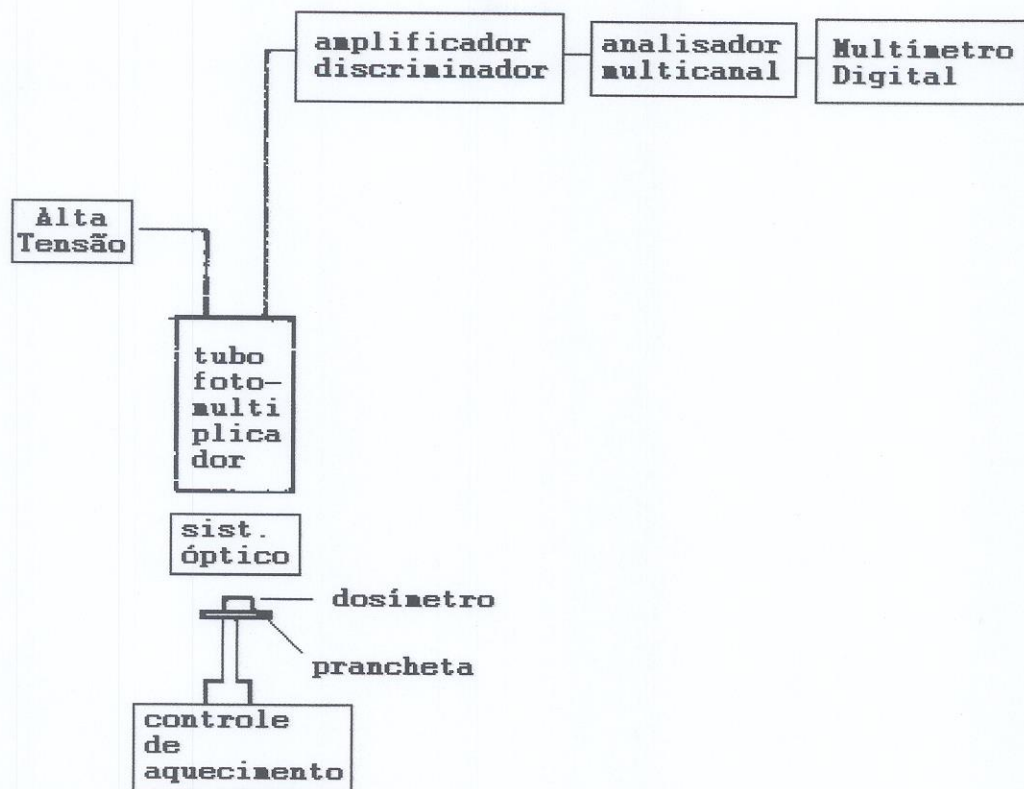 amplificador
discriminador
analisador
multicanal
Multímetro
Digital
Alta
Tensão
tubo
foto-
multi
plica
dor
sist.
óptico
dosímetro
prancheta
controle
de
aquecimento